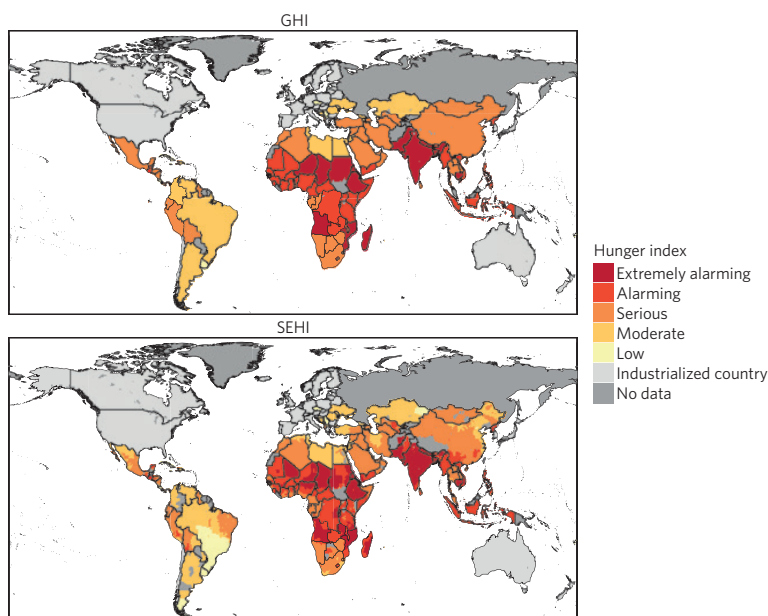 GHI
Hunger index
Extremely alarming
Alarming
Serious
Moderate
Low
Industrialized country
No data
SEHI